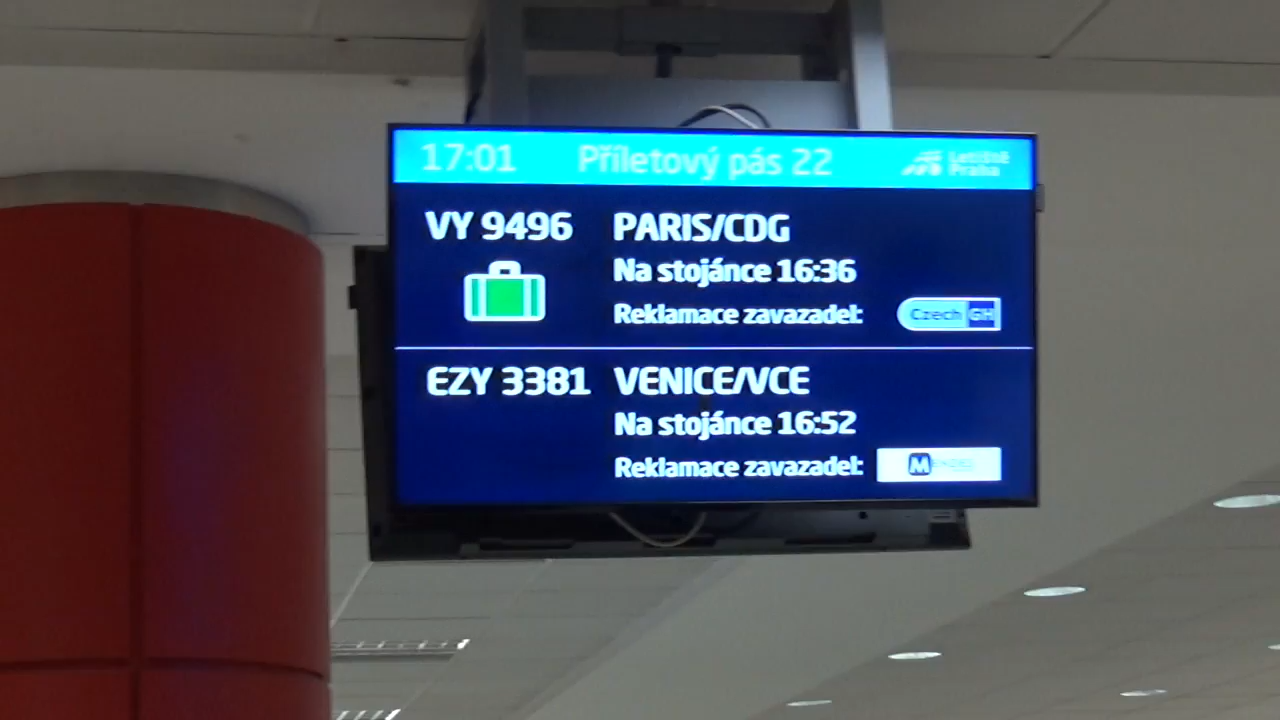 17:01 Příletový pás 22 Letiště
Praha
VY 9496 PARIS/CDG
Na stojánce 16:36
Reklamace zavazadel: Czech GH
EZY 3381 VENICE/VCE
Na stojánce 16:52
Reklamace zavazadel: M